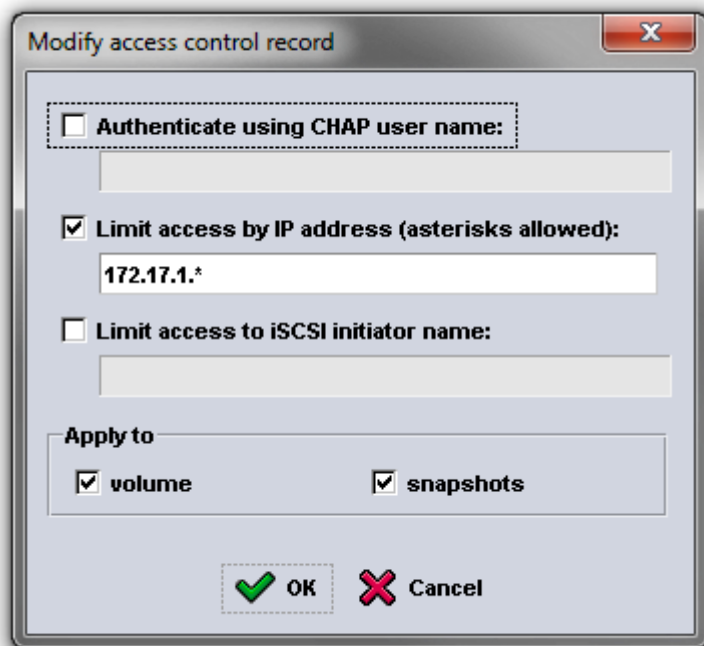 Modify access control record
Authenticate using CHAP user name:
Limit access by IP address (asterisks allowed):
172.17.1.*
Limit access to iSCSI initiator name:
Apply to
volume snapshots
OK Cancel